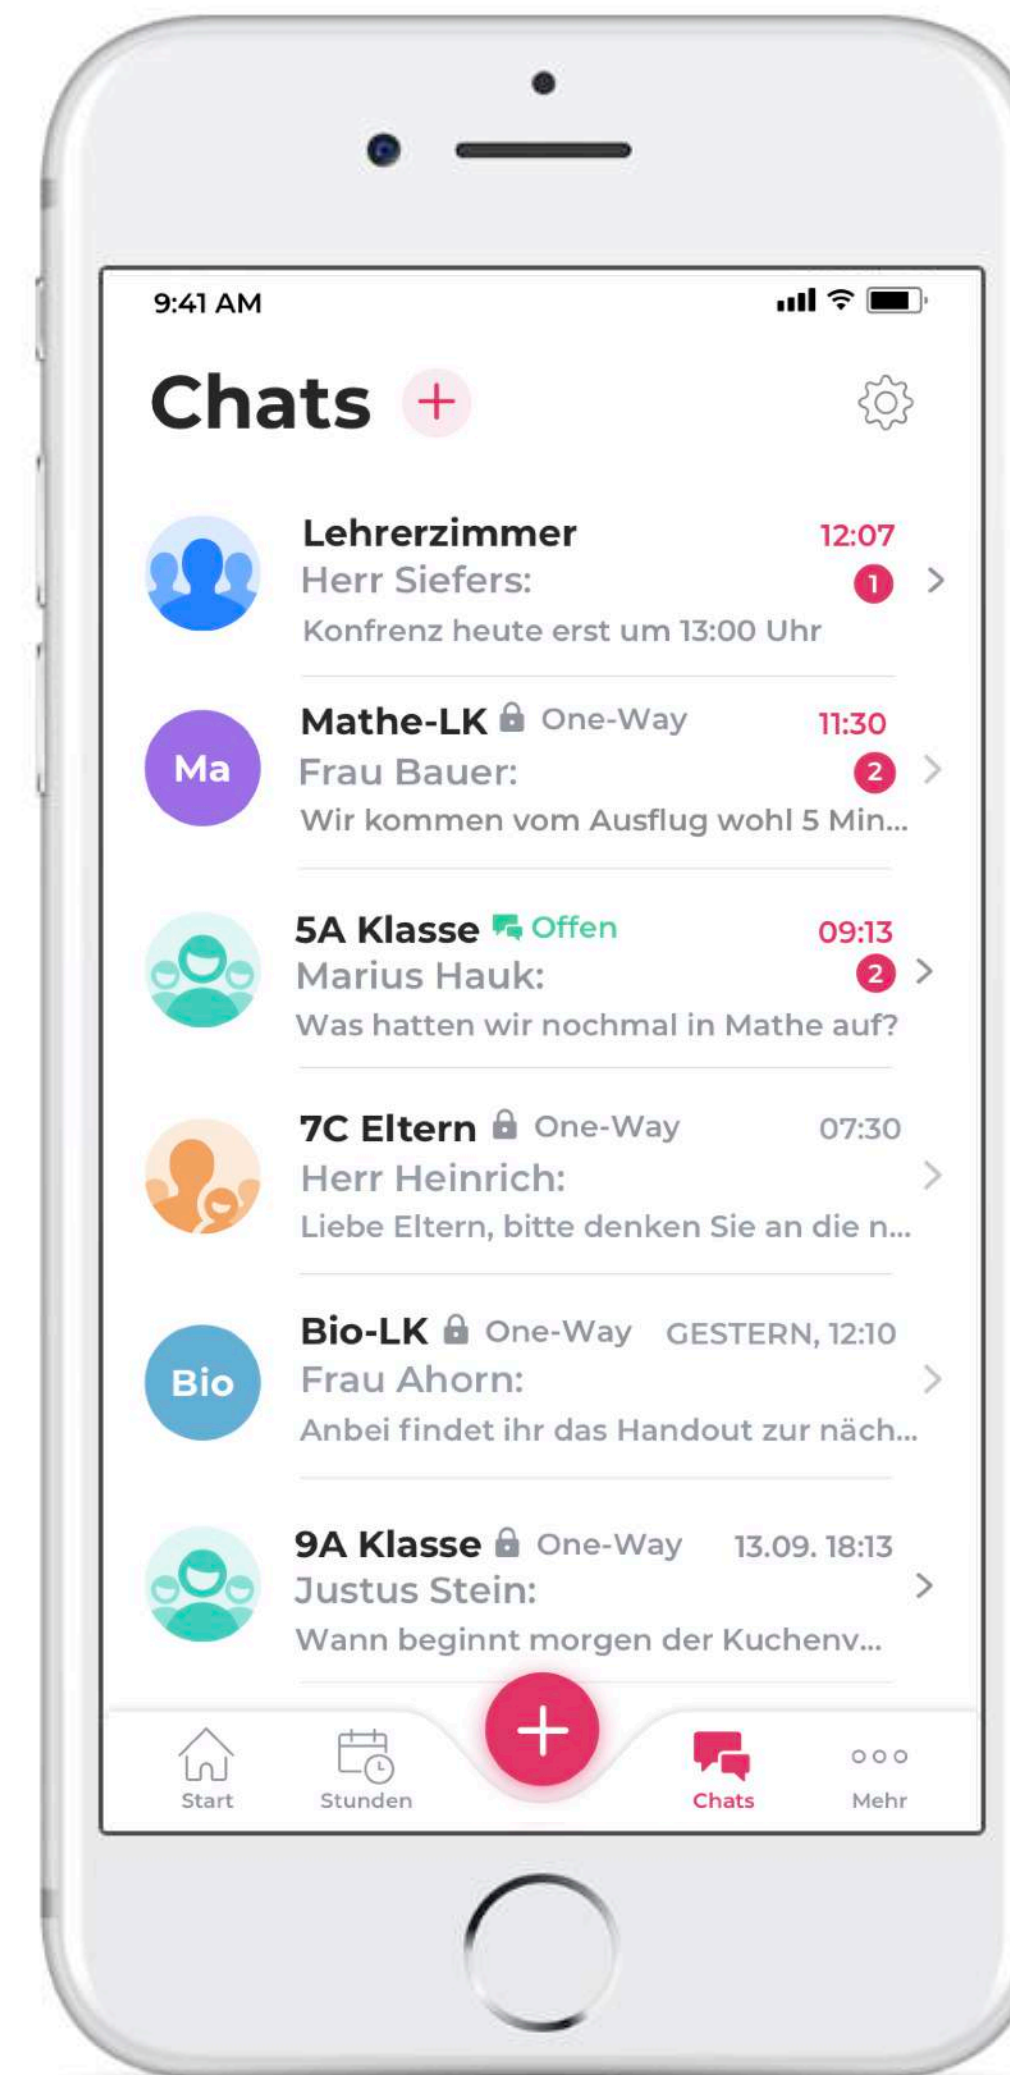 9:41 AM
Chats +
Lehrerzimmer 12:07
Herr Siefers: 1
Konfrenz heute erst um 13:00 Uhr
Mathe-LK One-Way 11:30
Ma Frau Bauer: 2
Wir kommen vom Ausflug wohl 5 Min...
5A Klasse Offen 09:13
Marius Hauk: 2
Was hatten wir nochmal in Mathe auf?
7C Eltern One-Way 07:30
Herr Heinrich:
Liebe Eltern, bitte denken Sie an die n...
Bio-LK One-Way GESTERN, 12:10
Bio Frau Ahorn:
Anbei findet ihr das Handout zur näch...
9A Klasse One-Way 13.09. 18:13
Justus Stein:
Wann beginnt morgen der Kuchenv...
+
Start Stunden Chats Mehr